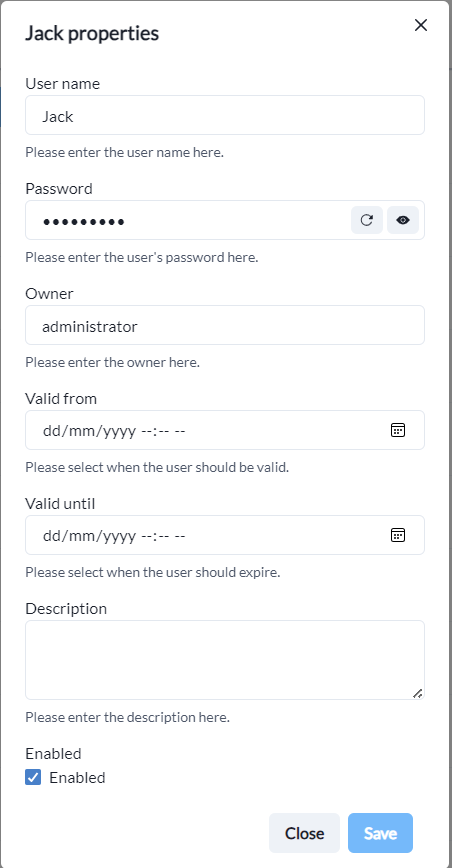 Jack properties
User name
Jack
Please enter the user name here.
Password
•••••••••
Please enter the user's password here.
Owner
administrator
Please enter the owner here.
Valid from
dd/mm/yyyy --:-- --
Please select when the user should be valid.
Valid until
dd/mm/yyyy --:-- --
Please select when the user should expire.
Description
Please enter the description here.
Enabled
Enabled
Close Save